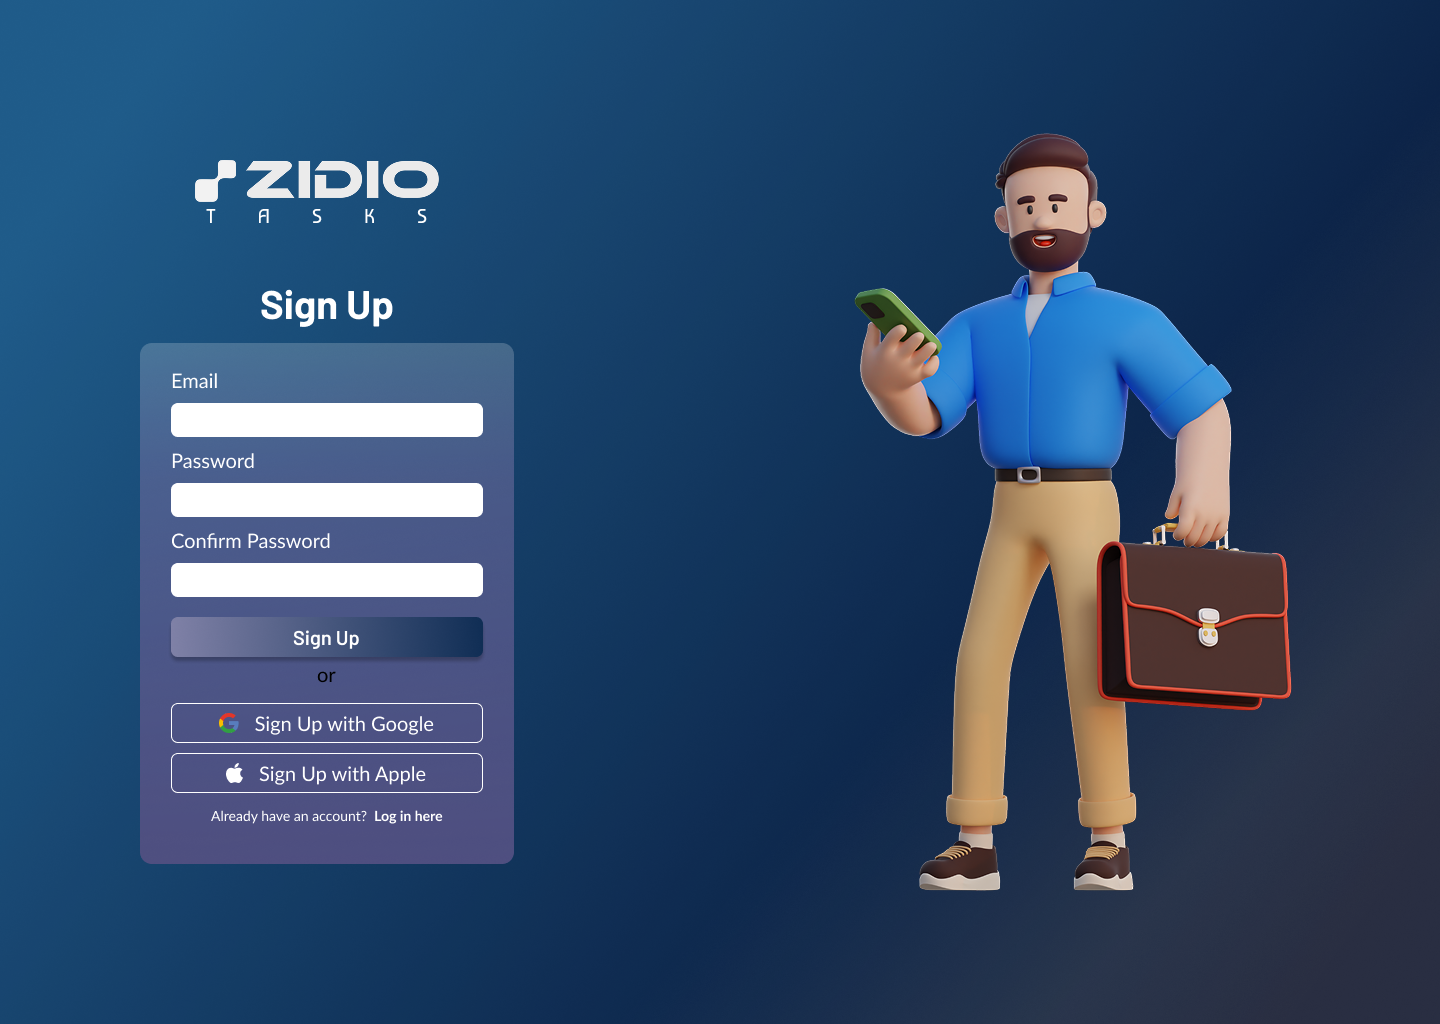 ZIDIO
TASKS
Sign Up
Email
Password
Confirm Password
Sign Up
or
Sign Up with Google
Sign Up with Apple
Already have an account? Log in here